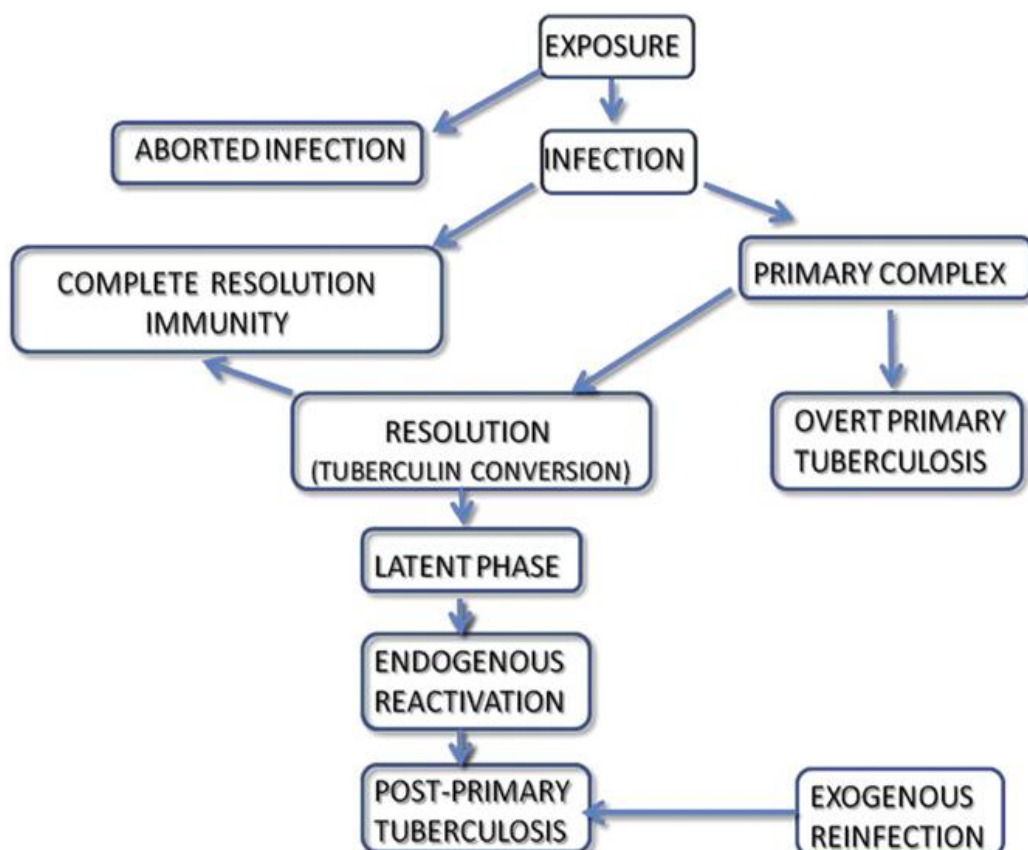 EXPOSURE
ABORTED INFECTION
INFECTION
COMPLETE RESOLUTION
IMMUNITY
PRIMARY COMPLEX
RESOLUTION
(TUBERCULIN CONVERSION)
OVERT PRIMARY
TUBERCULOSIS
LATENT PHASE
ENDOGENOUS
REACTIVATION
POST-PRIMARY
TUBERCULOSIS
EXOGENOUS
REINFECTION